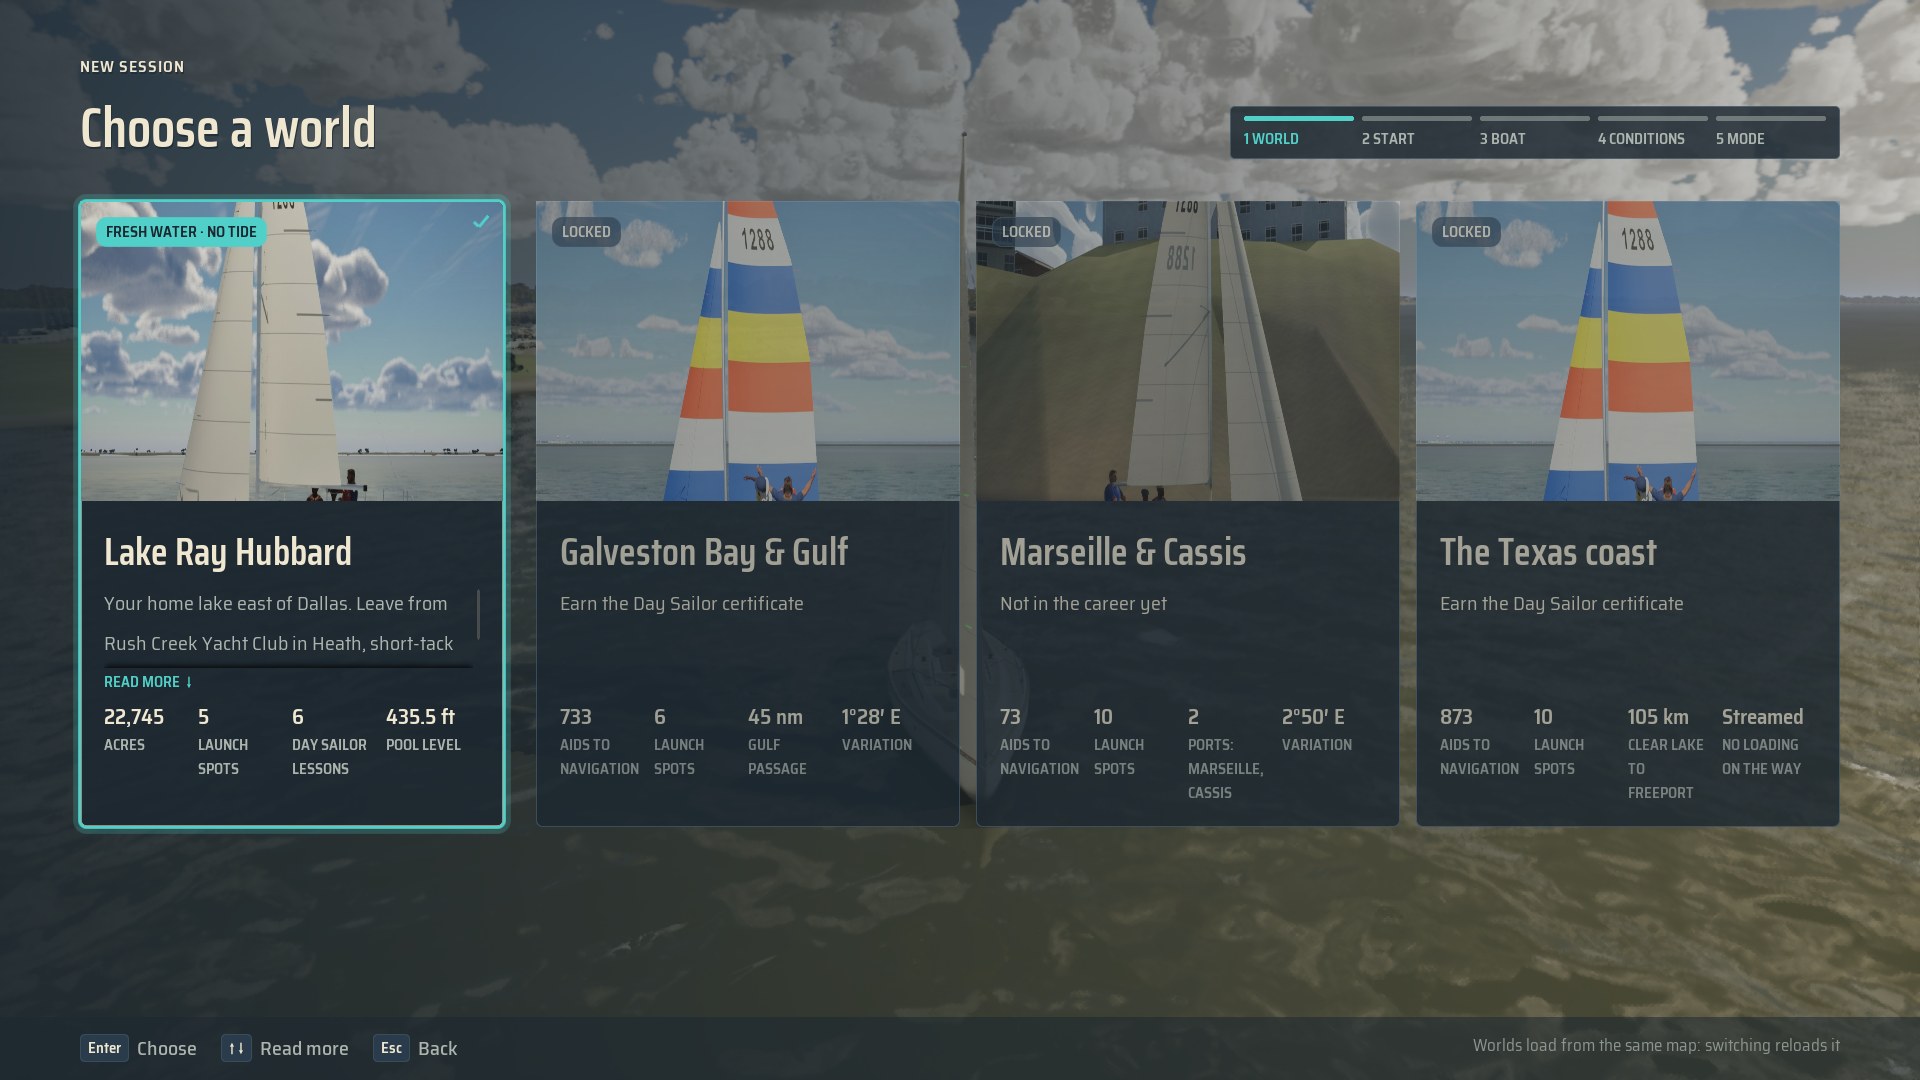 NEW SESSION
Choose a world
1 WORLD
2 START
3 BOAT
4 CONDITIONS
5 MODE
FRESH WATER · NO TIDE
Lake Ray Hubbard
Your home lake east of Dallas. Leave from
Rush Creek Yacht Club in Heath, short-tack
READ MORE ↓
22,745
ACRES
5
LAUNCH
SPOTS
6
DAY SAILOR
LESSONS
435.5 ft
POOL LEVEL
LOCKED
1288
Galveston Bay & Gulf
Earn the Day Sailor certificate
733
AIDS TO
NAVIGATION
6
LAUNCH
SPOTS
45 nm
GULF
PASSAGE
1°28' E
VARIATION
LOCKED
1288
1288
Marseille & Cassis
Not in the career yet
73
AIDS TO
NAVIGATION
10
LAUNCH
SPOTS
2
PORTS:
MARSEILLE,
CASSIS
2°50' E
VARIATION
LOCKED
1288
The Texas coast
Earn the Day Sailor certificate
873
AIDS TO
NAVIGATION
10
LAUNCH
SPOTS
105 km
CLEAR LAKE
TO
FREEPORT
Streamed
NO LOADING
ON THE WAY
Enter Choose
↑↓ Read more
Esc Back
Worlds load from the same map: switching reloads it